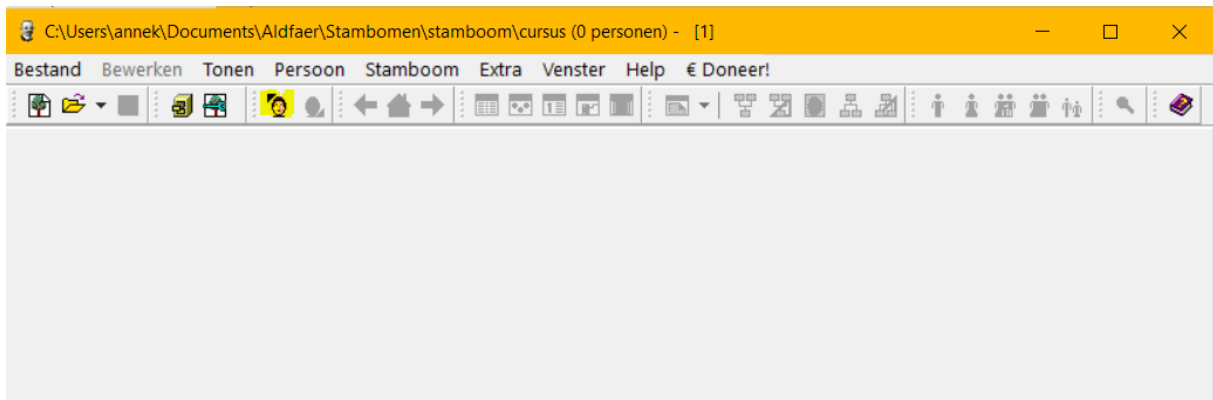 C:\Users\annek\Documents\Aldfaer\Stambomen\stamboom\cursus (0 personen) - [1]
Bestand Bewerken Tonen Persoon Stamboom Extra Venster Help € Doneer!